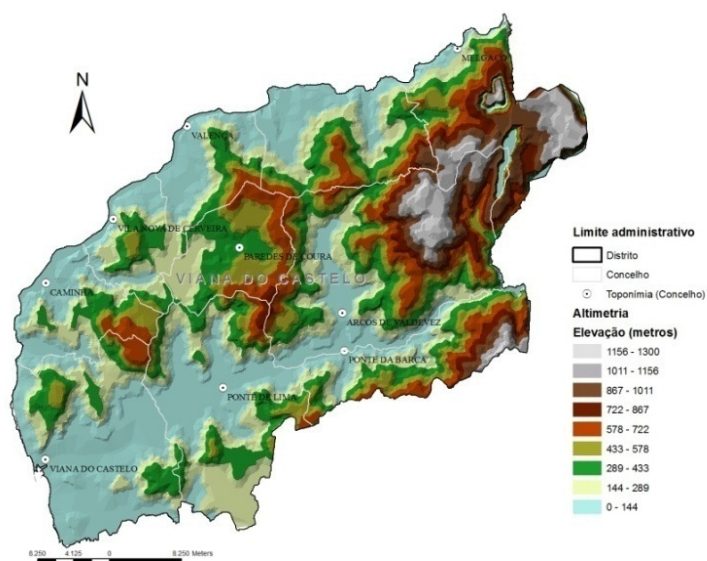 MELGAÇO
N
VALENÇA
VILA NOVA DE CERVEIRA
PAREDES DE COURA
VIANA DO CASTELO
CAMINHA
ARCOS DE VALDEVEZ
PONTE DA BARCA
PONTE DE LIMA
VIANA DO CASTELO
Límite administrativo
Distrito
Concelho
Toponímia (Concelho)
Altimetria
Elevação (metros)
1156 - 1300
1011 - 1156
867 - 1011
722 - 867
578 - 722
433 - 578
289 - 433
144 - 289
0 - 144
8.250 4.125 0 8.250 Meters